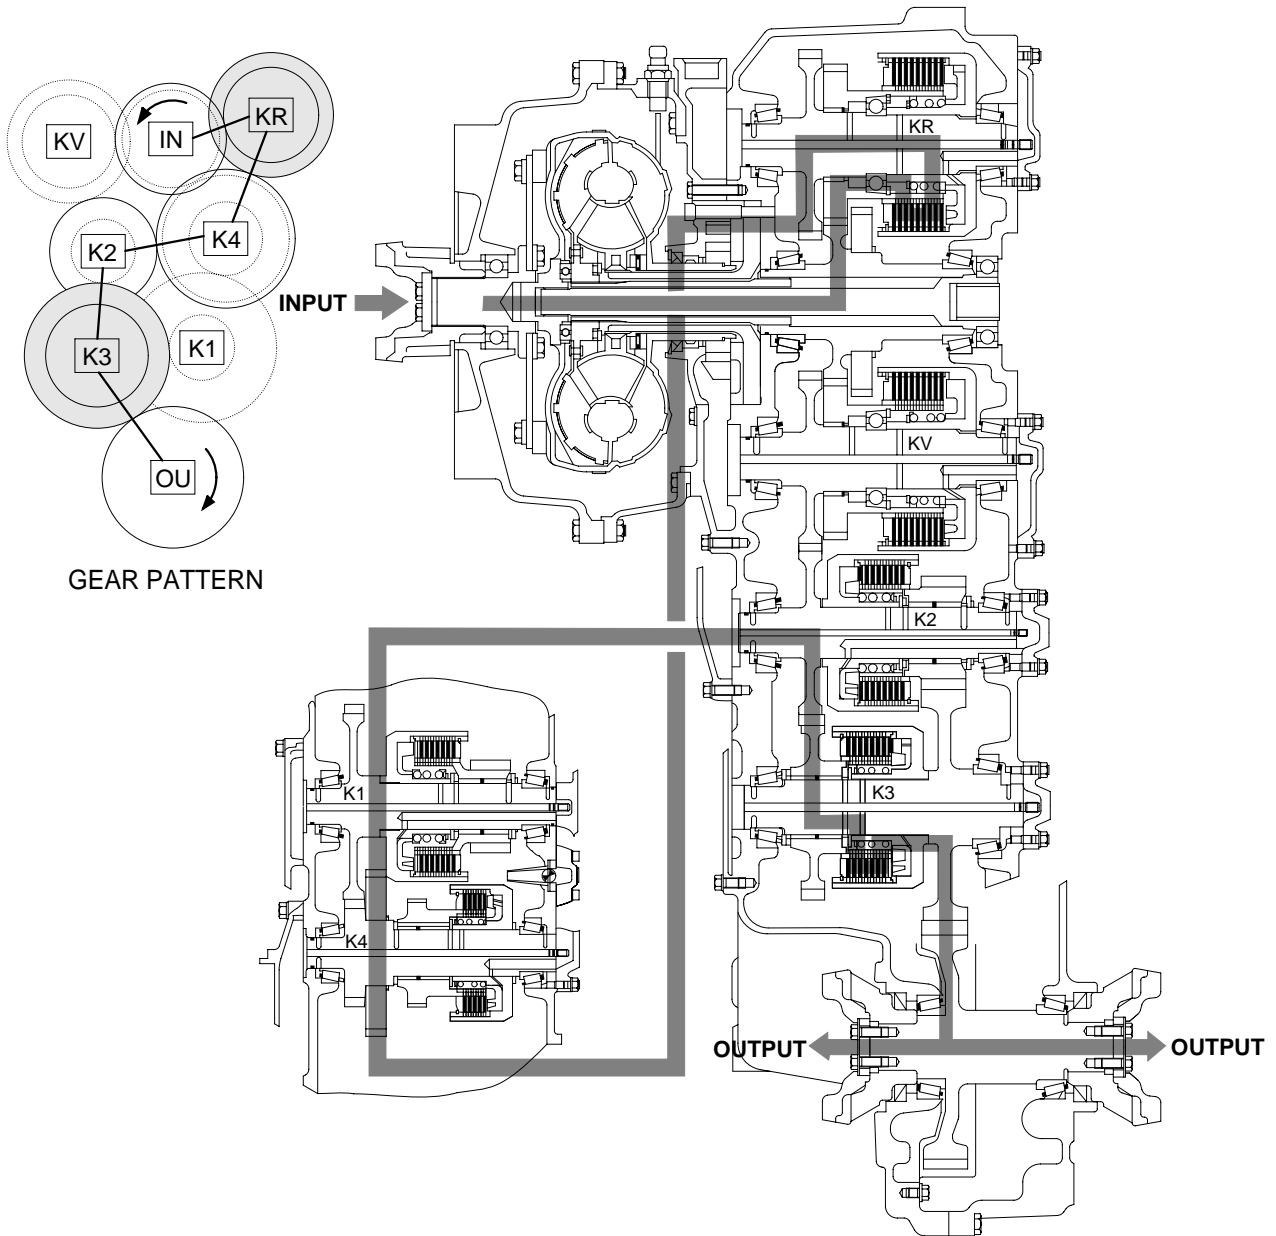 KR
KV
IN
K2
K4
K3
K1
OU
GEAR PATTERN
INPUT
KR
KV
K2
K3
K1
K4
OUTPUT
OUTPUT